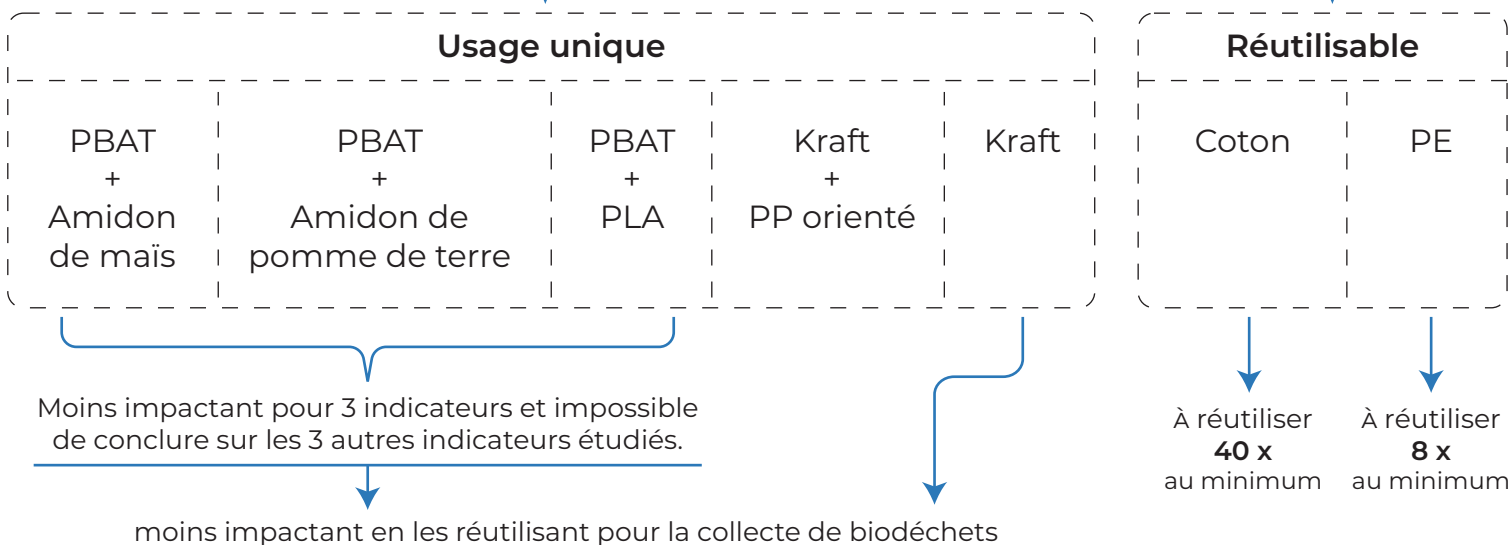 Usage unique
PBAT
+
Amidon
de maïs
PBAT
+
Amidon de
pomme de terre
PBAT
+
PLA
Kraft
+
PP orienté
Kraft
Réutilisable
Coton
PE
Moins impactant pour 3 indicateurs et impossible
de conclure sur les 3 autres indicateurs étudiés.
moins impactant en les réutilisant pour la collecte de biodéchets
À réutiliser
40 x
au minimum
À réutiliser
8 x
au minimum